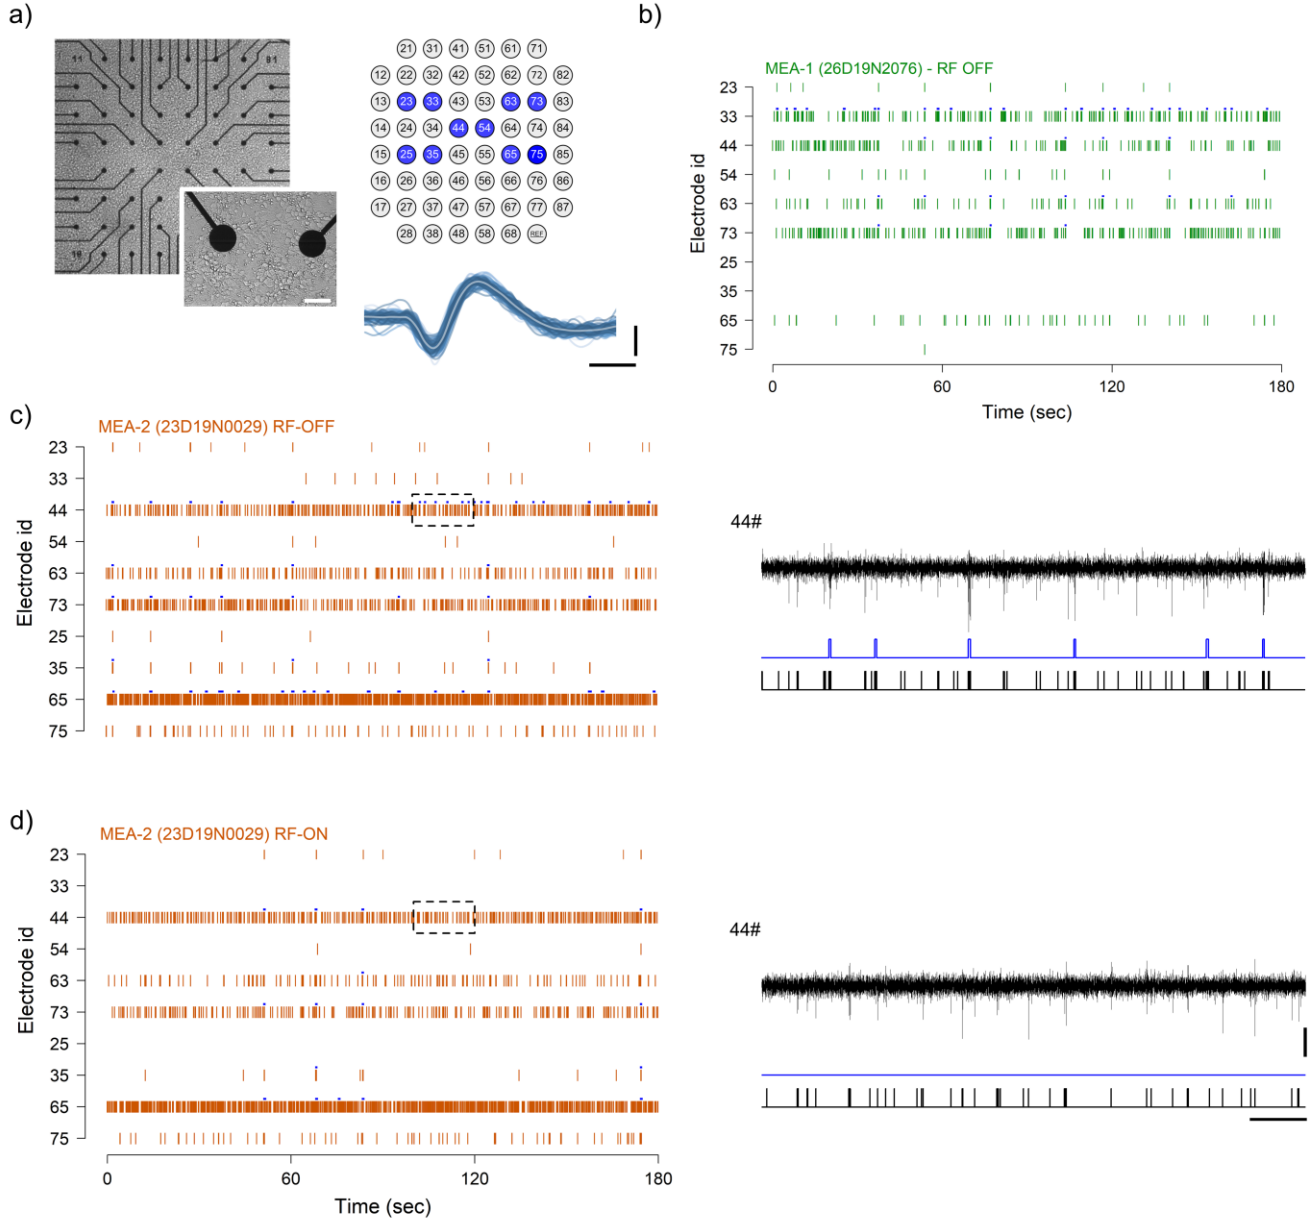 a)
11
81
18
21 31 41 51 61 71
12 22 32 42 52 62 72 82
13 23 33 43 53 63 73 83
14 24 34 44 54 64 74 84
15 25 35 45 55 65 75 85
16 26 36 46 56 66 76 86
17 27 37 47 57 67 77 87
28 38 48 58 68 REF
b)
MEA-1 (26D19N2076) - RF OFF
Electrode id
23
33
44
54
63
73
25
35
65
75
0 60 120 180
Time (sec)
c)
MEA-2 (23D19N0029) RF-OFF
Electrode id
23
33
44
54
63
73
25
35
65
75
44#
d)
MEA-2 (23D19N0029) RF-ON
Electrode id
23
33
44
54
63
73
25
35
65
75
0 60 120 180
Time (sec)
44#